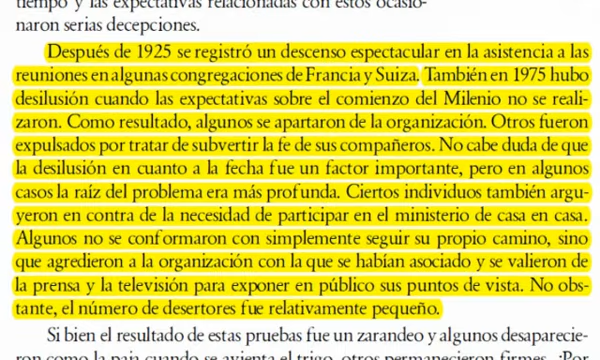 tiempo y las expectativas relacionadas con estos ocasio-
naron serias decepciones.
Después de 1925 se registró un descenso espectacular en la asistencia a las
reuniones en algunas congregaciones de Francia y Suiza. También en 1975 hubo
desilusión cuando las expectativas sobre el comienzo del Milenio no se reali-
zaron. Como resultado, algunos se apartaron de la organización. Otros fueron
expulsados por tratar de subvertir la fe de sus compañeros. No cabe duda de que
la desilusión en cuanto a la fecha fue un factor importante, pero en algunos
casos la raíz del problema era más profunda. Ciertos individuos también argu-
yeron en contra de la necesidad de participar en el ministerio de casa en casa.
Algunos no se conformaron con simplemente seguir su propio camino, sino
que agredieron a la organización con la que se habían asociado y se valieron de
la prensa y la televisión para exponer en público sus puntos de vista. No obs-
tante, el número de desertores fue relativamente pequeño.
Si bien el resultado de estas pruebas fue un zarandeo y algunos desaparecie-
ron como la paja cuando se avienta el trigo, otros permanecieron firmes. ¿Por